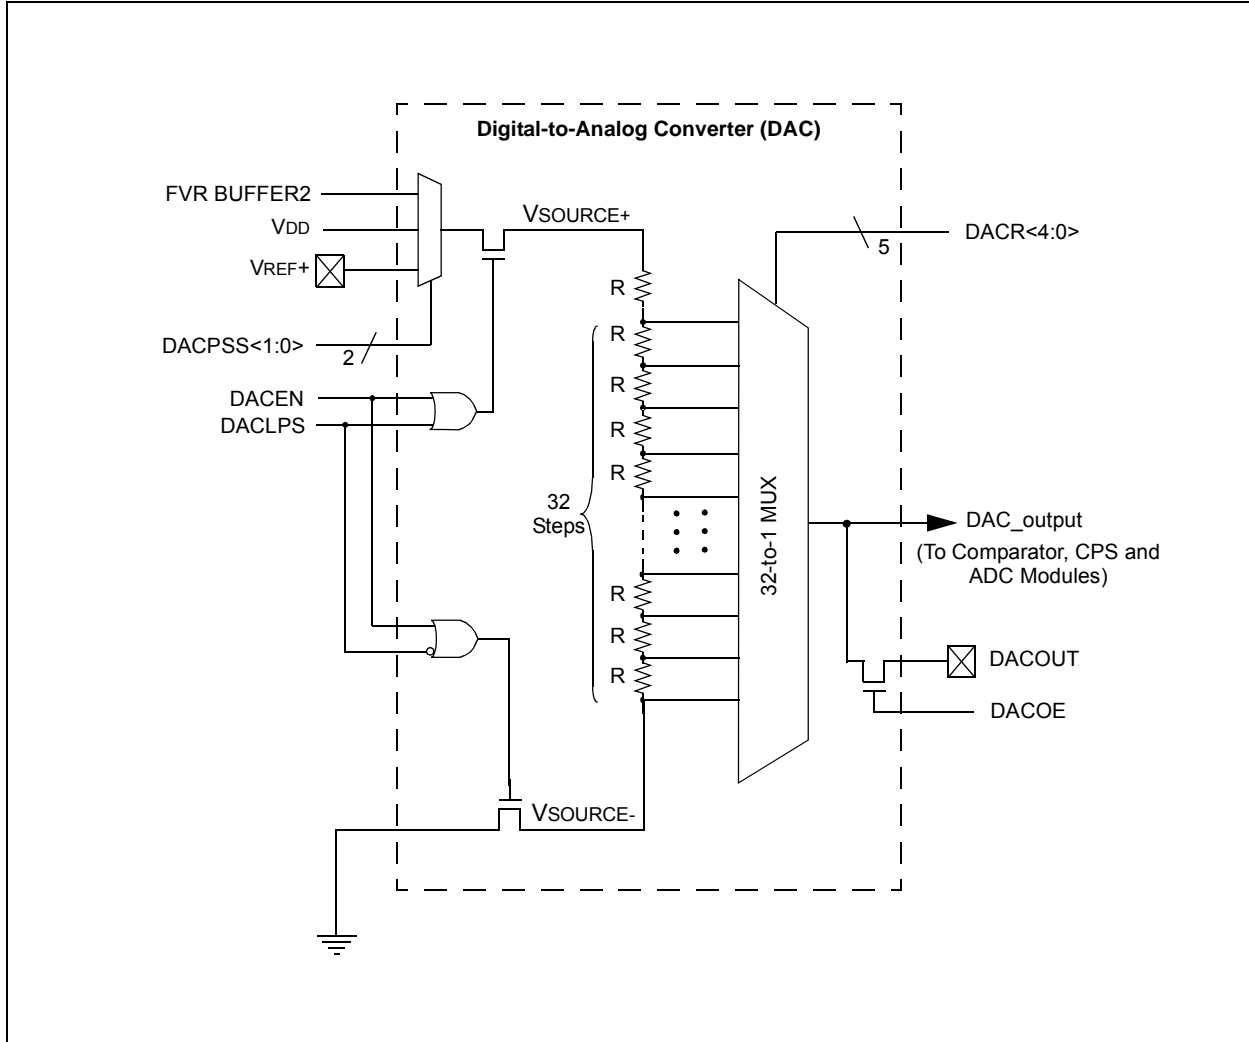 Digital-to-Analog Converter (DAC)
FVR BUFFER2
VDD
VREF+
DACPSS<1:0>
2
DACEN
DACLPS
VSOURCE+
R
R
R
R
R
32
Steps
R
R
R
VSOURCE-
32-to-1 MUX
5
DACR<4:0>
DAC_output
(To Comparator, CPS and
ADC Modules)
DACOUT
DACOE